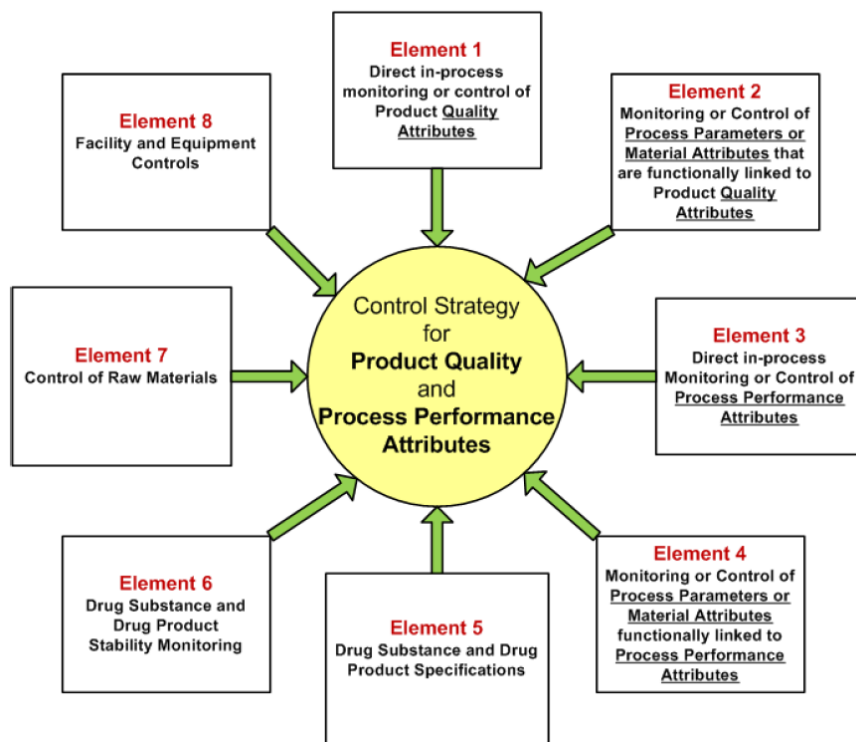 Element 1
Direct in-process
monitoring or control of
Product Quality
Attributes
Element 2
Monitoring or Control of
Process Parameters or
Material Attributes that
are functionally linked to
Product Quality
Attributes
Element 3
Direct in-process
Monitoring or Control of
Process Performance
Attributes
Element 4
Monitoring or Control of
Process Parameters or
Material Attributes
functionally linked to
Process Performance
Attributes
Element 5
Drug Substance and Drug
Product Specifications
Element 6
Drug Substance and
Drug Product
Stability Monitoring
Element 7
Control of Raw Materials
Element 8
Facility and Equipment
Controls
Control Strategy
for
Product Quality
and
Process Performance
Attributes